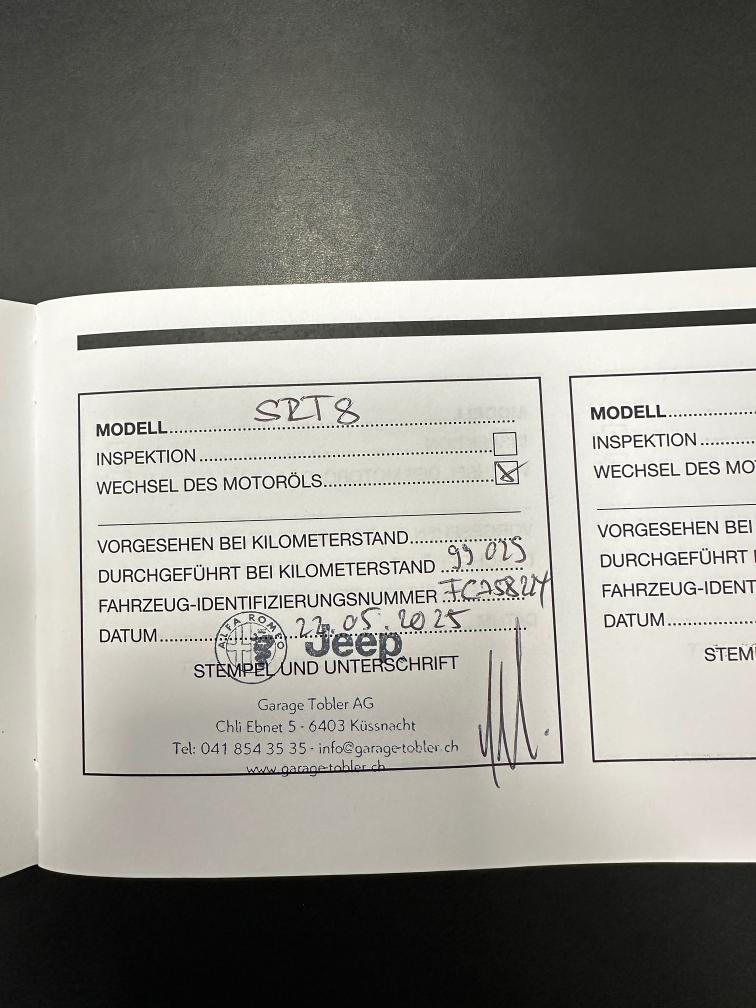 MODELL SRT8
INSPEKTION
WECHSEL DES MOTORÖLS
VORGESEHEN BEI KILOMETERSTAND
DURCHGEFÜHRT BEI KILOMETERSTAND 99 025
FAHRZEUG-IDENTIFIZIERUNGSNUMMER
DATUM 22.05.2025
ALFA ROMEO
Jeep
STEMPEL UND UNTERSCHRIFT
Garage Tobler AG
Chli Ebnet 5 - 6403 Küssnacht
Tel: 041 854 35 35 - info@garage-tobler.ch
www.garage-tobler.ch
MODELL
INSPEKTION
WECHSEL DES MO
VORGESEHEN BEI
DURCHGEFÜHRT
FAHRZEUG-IDENT
DATUM
STEM